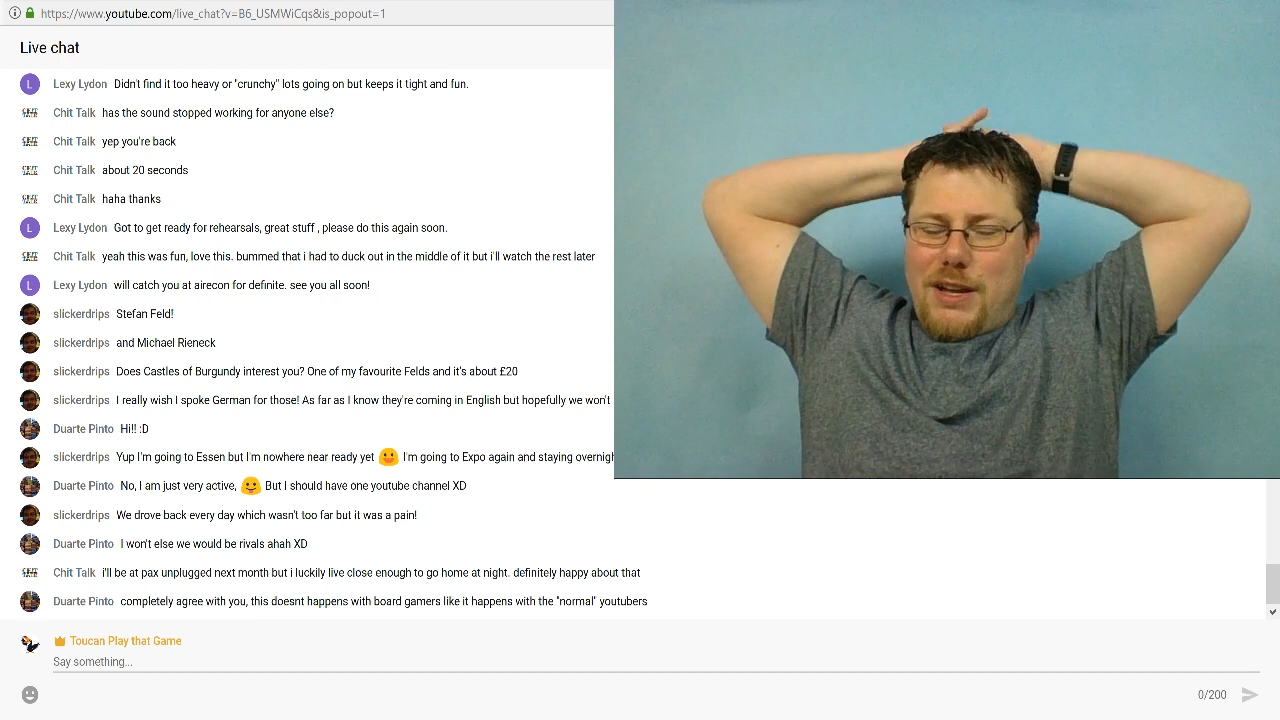 https://www.youtube.com/live_chat?v=B6_USMWiCqs&is_popout=1
Live chat
L Lexy Lydon Didn't find it too heavy or "crunchy" lots going on but keeps it tight and fun.
Chit Talk has the sound stopped working for anyone else?
Chit Talk yep you're back
Chit Talk about 20 seconds
Chit Talk haha thanks
L Lexy Lydon Got to get ready for rehearsals, great stuff , please do this again soon.
Chit Talk yeah this was fun, love this. Dammed that i had to duck out in the middle of it but i'll watch the rest later
L Lexy Lydon will catch you at airecon for definite. see you all soon!
slickerdrips Stefan Feld!
slickerdrips and Michael Rieneck
slickerdrips Does Castles of Burgundy interest you? One of my favourite Felds and it's about £20
slickerdrips I really wish I spoke German for those! As far as I know they're coming in English but hopefully we won't
Duarte Pinto Hi!! :D
slickerdrips Yup I'm going to Essen but I'm nowhere near ready yet 😛 I'm going to Expo again and staying overnigh
Duarte Pinto No, I am just very active, 😛 But I should have one youtube channel XD
slickerdrips We drove back every day which wasn't too far but it was a pain!
Duarte Pinto I won't else we would be rivals ahah XD
Chit Talk i'll be at pax unplugged next month but i luckily live close enough to go home at night. definitely happy about that
Duarte Pinto completely agree with you, this doesnt happens with board gamers like it happens with the "normal" youtubers
Toucan Play that Game
Say something...
0/200